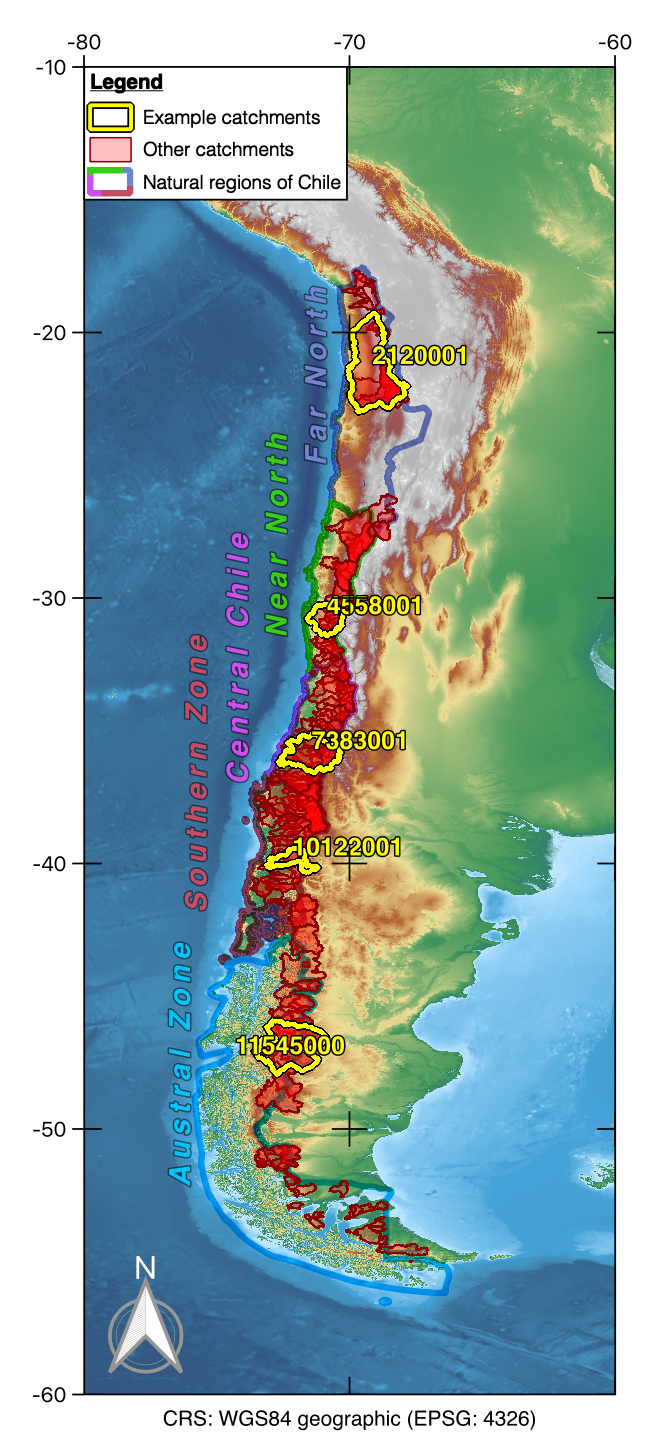 -80 -70 -60
-10
Legend
Example catchments
Other catchments
Natural regions of Chile
-20
2120001
Far North
Near North
-30
4558001
Central Chile
7383001
Southern Zone
-40
10122001
Austral Zone
11545000
-50
N
-60
CRS: WGS84 geographic (EPSG: 4326)